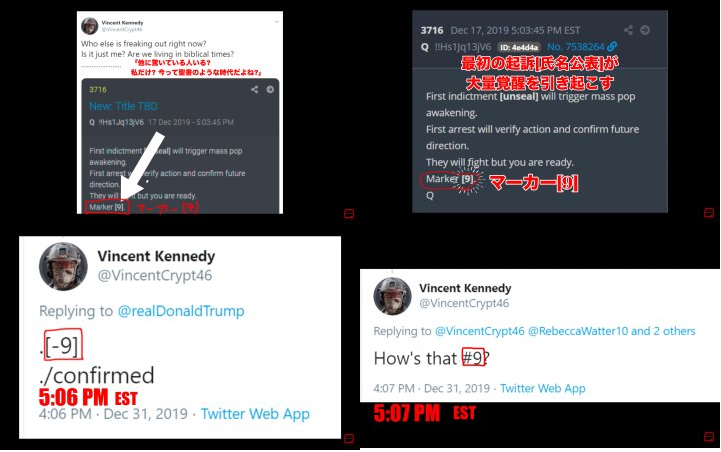 Vincent Kennedy
@VincentCrypt46
Who else is freaking out right now?
Is it just me? Are we living in biblical times?
「他に驚いている人いる?
私だけ? 今って聖書のような時代だよね?」
3716
New: Title TBD
Q !!Hs1Jq13jV6 17 Dec 2019 - 5:03:45 PM
First indictment [unseal] will trigger mass pop
awakening.
First arrest will verify action and confirm future
direction.
They will fight but you are ready.
Marker [9].
マーカー[9]
3716 Dec 17, 2019 5:03:45 PM EST
Q !!Hs1Jq13jV6 ID: 4e4d4a No. 7538264
最初の起訴[氏名公表]が
大量覚醒を引き起こす
First indictment [unseal] will trigger mass pop
awakening.
First arrest will verify action and confirm future
direction.
They will fight but you are ready.
Marker [9].
マーカー[9]
Q
Vincent Kennedy
@VincentCrypt46
Replying to @realDonaldTrump
.[-9]
./confirmed
5:06 PM EST
4:06 PM · Dec 31, 2019 · Twitter Web App
Vincent Kennedy
@VincentCrypt46
Replying to @VincentCrypt46 @RebeccaWatter10 and 2 others
How's that #9?
4:07 PM · Dec 31, 2019 · Twitter Web App
5:07 PM EST